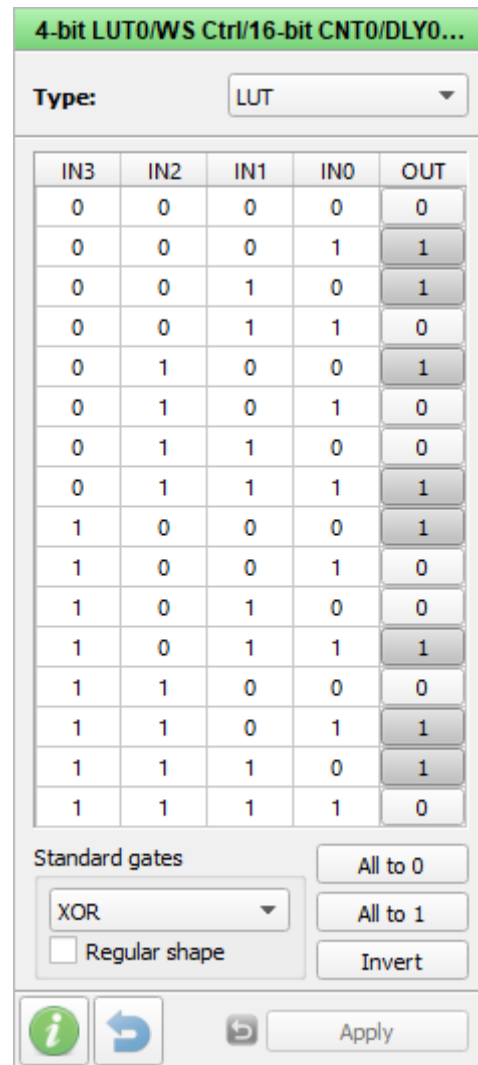 4-bit LUT0/WS Ctrl/16-bit CNT0/DLY0...
Type: LUT
IN3 IN2 IN1 IN0 OUT
0 0 0 0 0
0 0 0 1 1
0 0 1 0 1
0 0 1 1 0
0 1 0 0 1
0 1 0 1 0
0 1 1 0 0
0 1 1 1 1
1 0 0 0 1
1 0 0 1 0
1 0 1 0 0
1 0 1 1 1
1 1 0 0 0
1 1 0 1 1
1 1 1 0 1
1 1 1 1 0
Standard gates
All to 0
XOR
All to 1
Regular shape
Invert
i
Apply